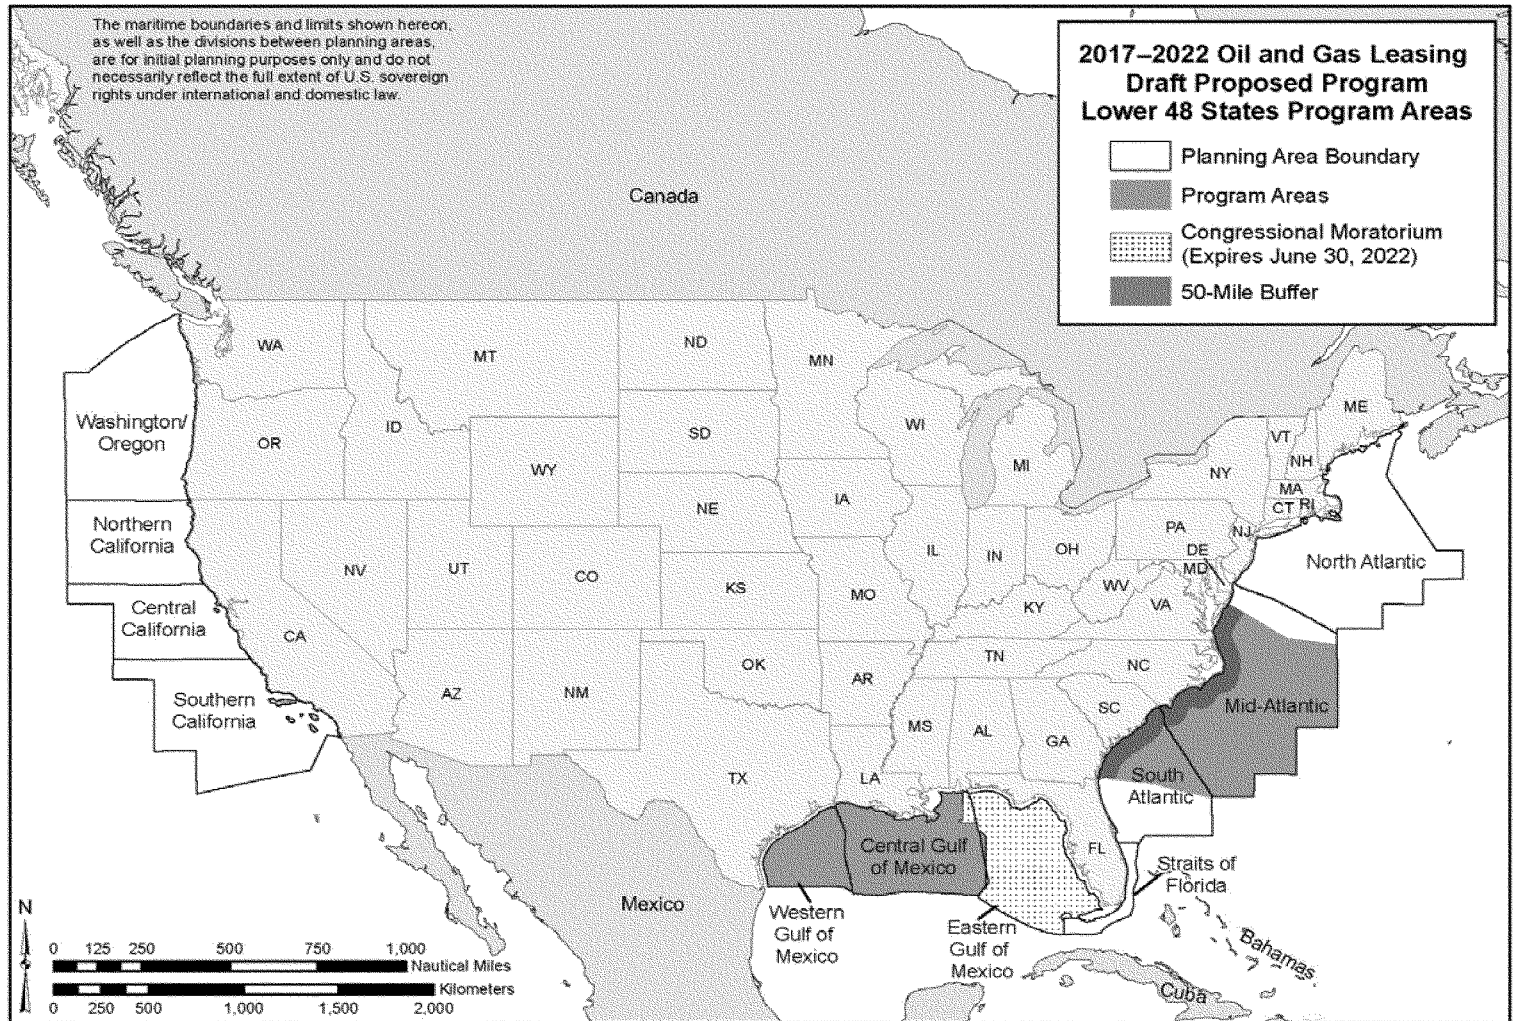 The maritime boundaries and limits shown hereon,
as well as the divisions between planning areas,
are for initial planning purposes only and do not
necessarily reflect the full extent of U.S. sovereign
rights under international and domestic law.
2017–2022 Oil and Gas Leasing
Draft Proposed Program
Lower 48 States Program Areas
Planning Area Boundary
Program Areas
Congressional Moratorium
(Expires June 30, 2022)
50-Mile Buffer
Canada
WA
MT
ND
MN
ME
Washington/
Oregon
OR
ID
SD
WI
VT
NH
WY
MI
NY
MA
CT
RI
NE
IA
Northern
California
PA
NJ
NV
UT
CO
IL
IN
OH
DE
MD
North Atlantic
KS
MO
WV
VA
KY
Central
California
CA
OK
TN
NC
AZ
NM
AR
Southern
California
SC
Mid-Atlantic
MS
AL
GA
TX
LA
South
Atlantic
Central Gulf
of Mexico
FL
Straits of
Florida
Mexico
Western
Gulf of
Mexico
Eastern
Gulf of
Mexico
Bahamas
Cuba
N
0 125 250 500 750 1,000
Nautical Miles
Kilometers
0 250 500 1,000 1,500 2,000